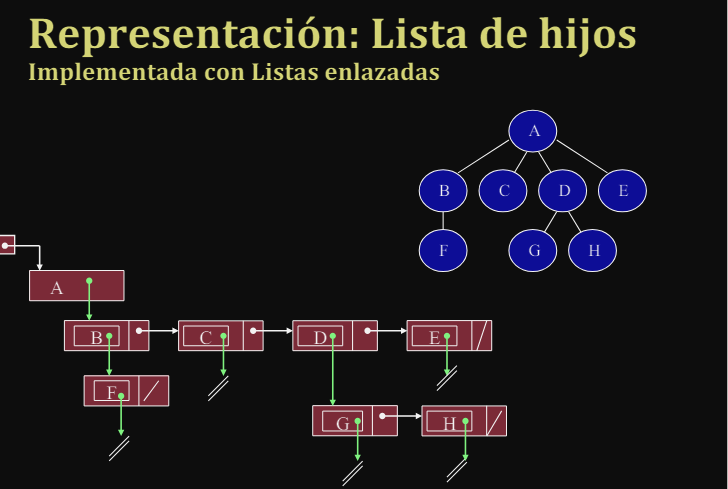 Representación: Lista de hijos
Implementada con Listas enlazadas
A
B C D E
F G H
A
B C D E
F
G H